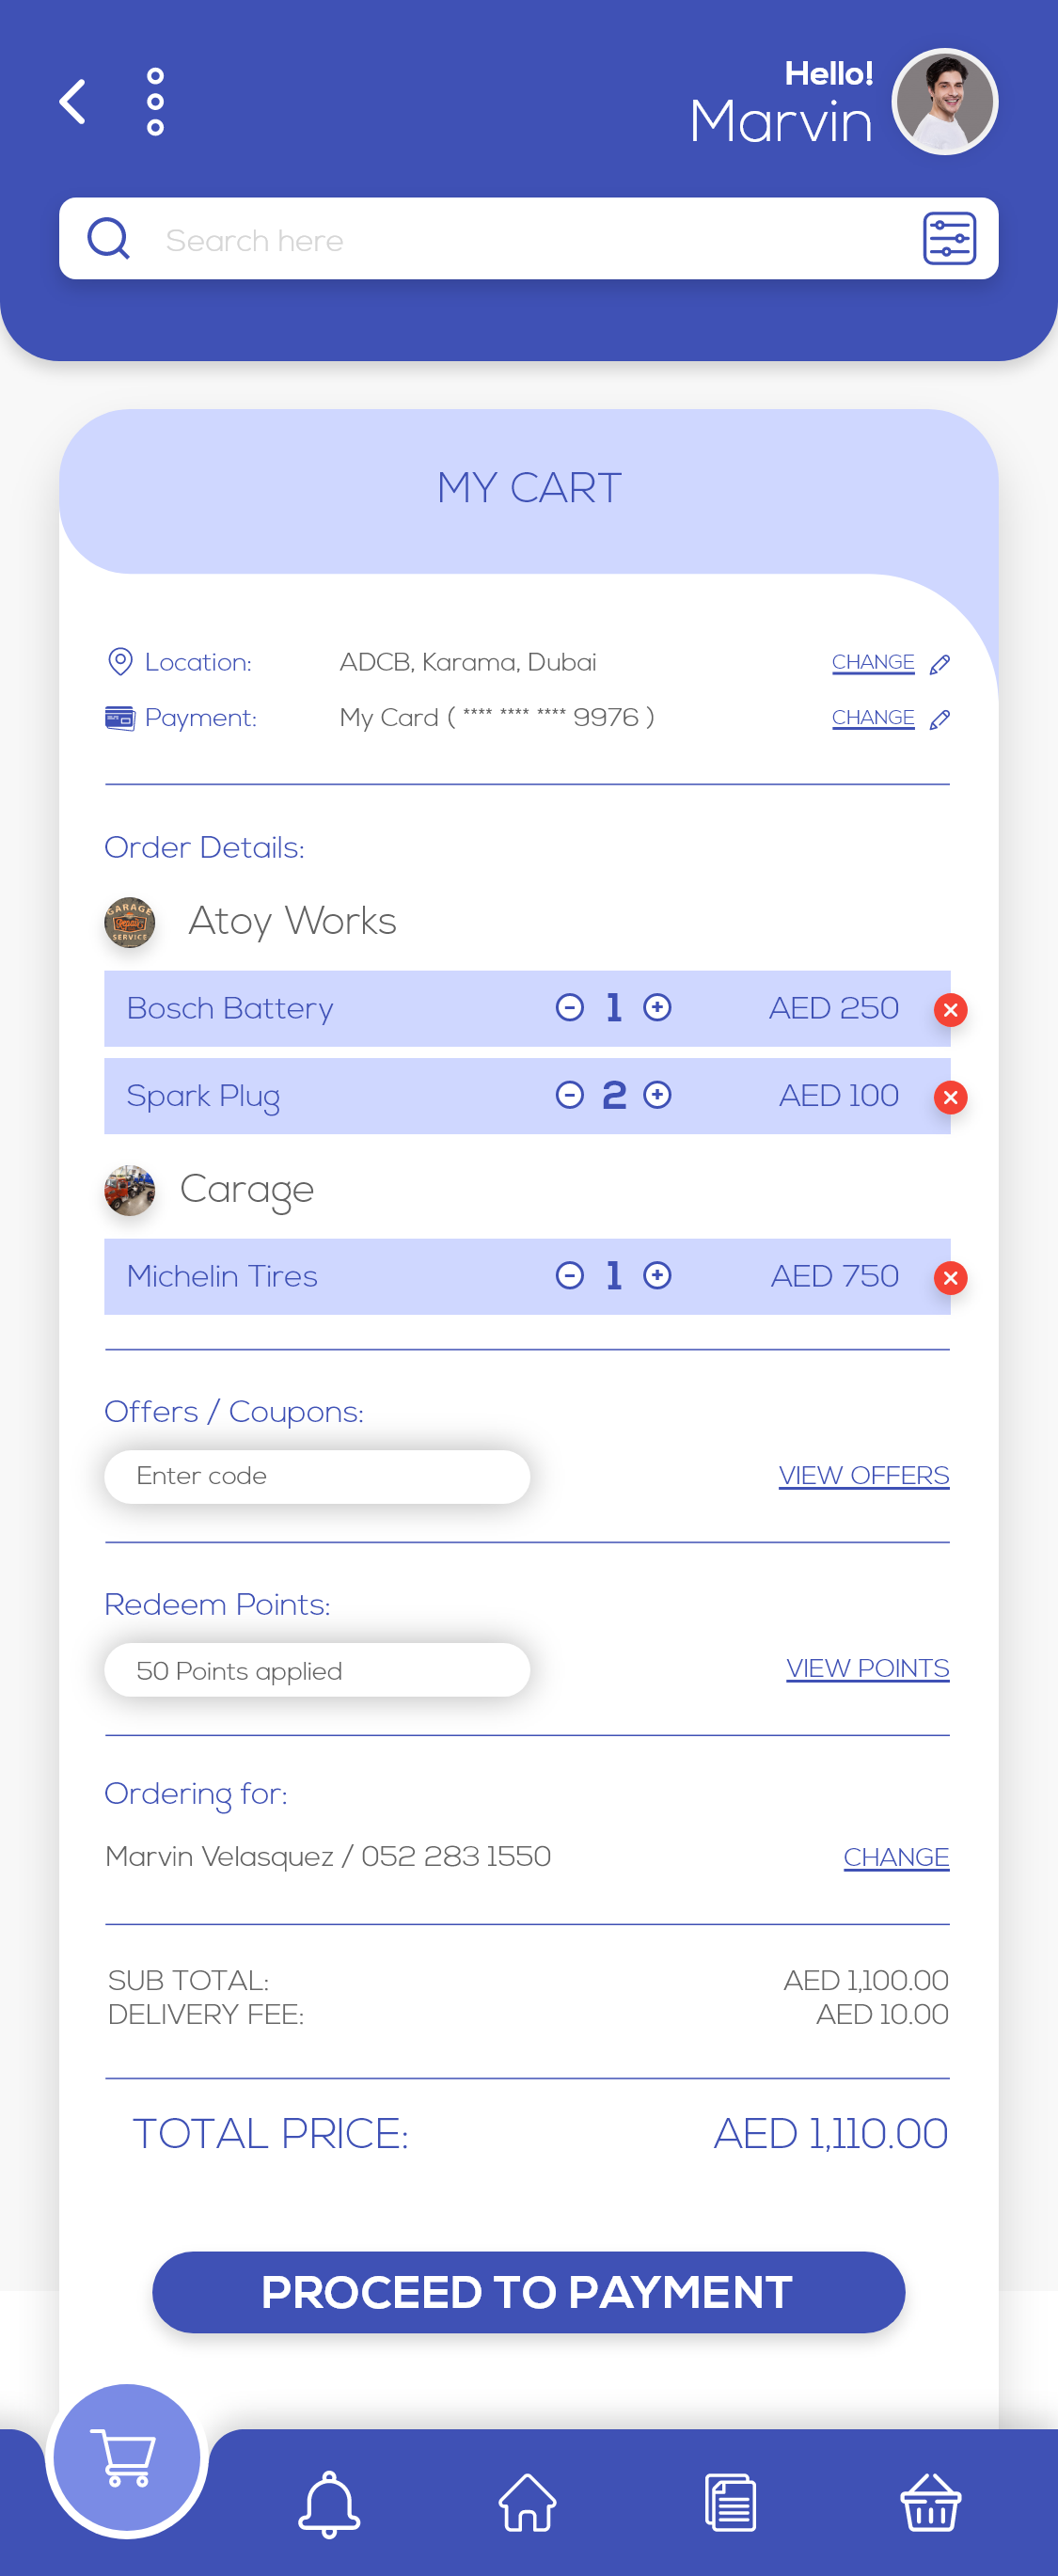 Hello!
Marvin
Search here
MY CART
Location: ADCB, Karama, Dubai CHANGE
Payment: My Card ( **** **** **** 9976 ) CHANGE
Order Details:
GARAGE
Repair
SERVICE
Atoy Works
Bosch Battery - 1 + AED 250
Spark Plug - 2 + AED 100
Carage
Michelin Tires - 1 + AED 750
Offers / Coupons:
Enter code VIEW OFFERS
Redeem Points:
50 Points applied VIEW POINTS
Ordering for:
Marvin Velasquez / 052 283 1550 CHANGE
SUB TOTAL: AED 1,100.00
DELIVERY FEE: AED 10.00
TOTAL PRICE: AED 1,110.00
PROCEED TO PAYMENT